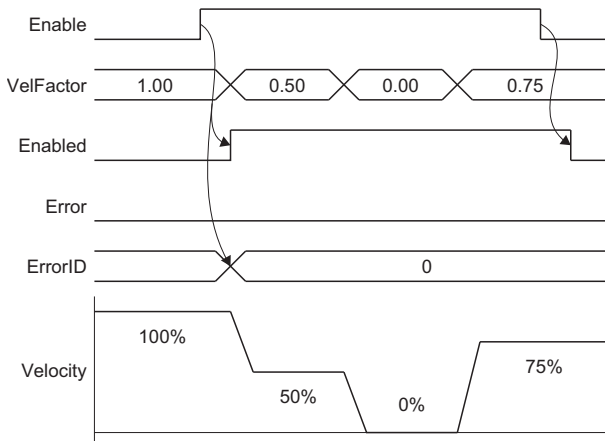 Enable
VelFactor 1.00 0.50 0.00 0.75
Enabled
Error
ErrorID 0
Velocity 100% 50% 0% 75%